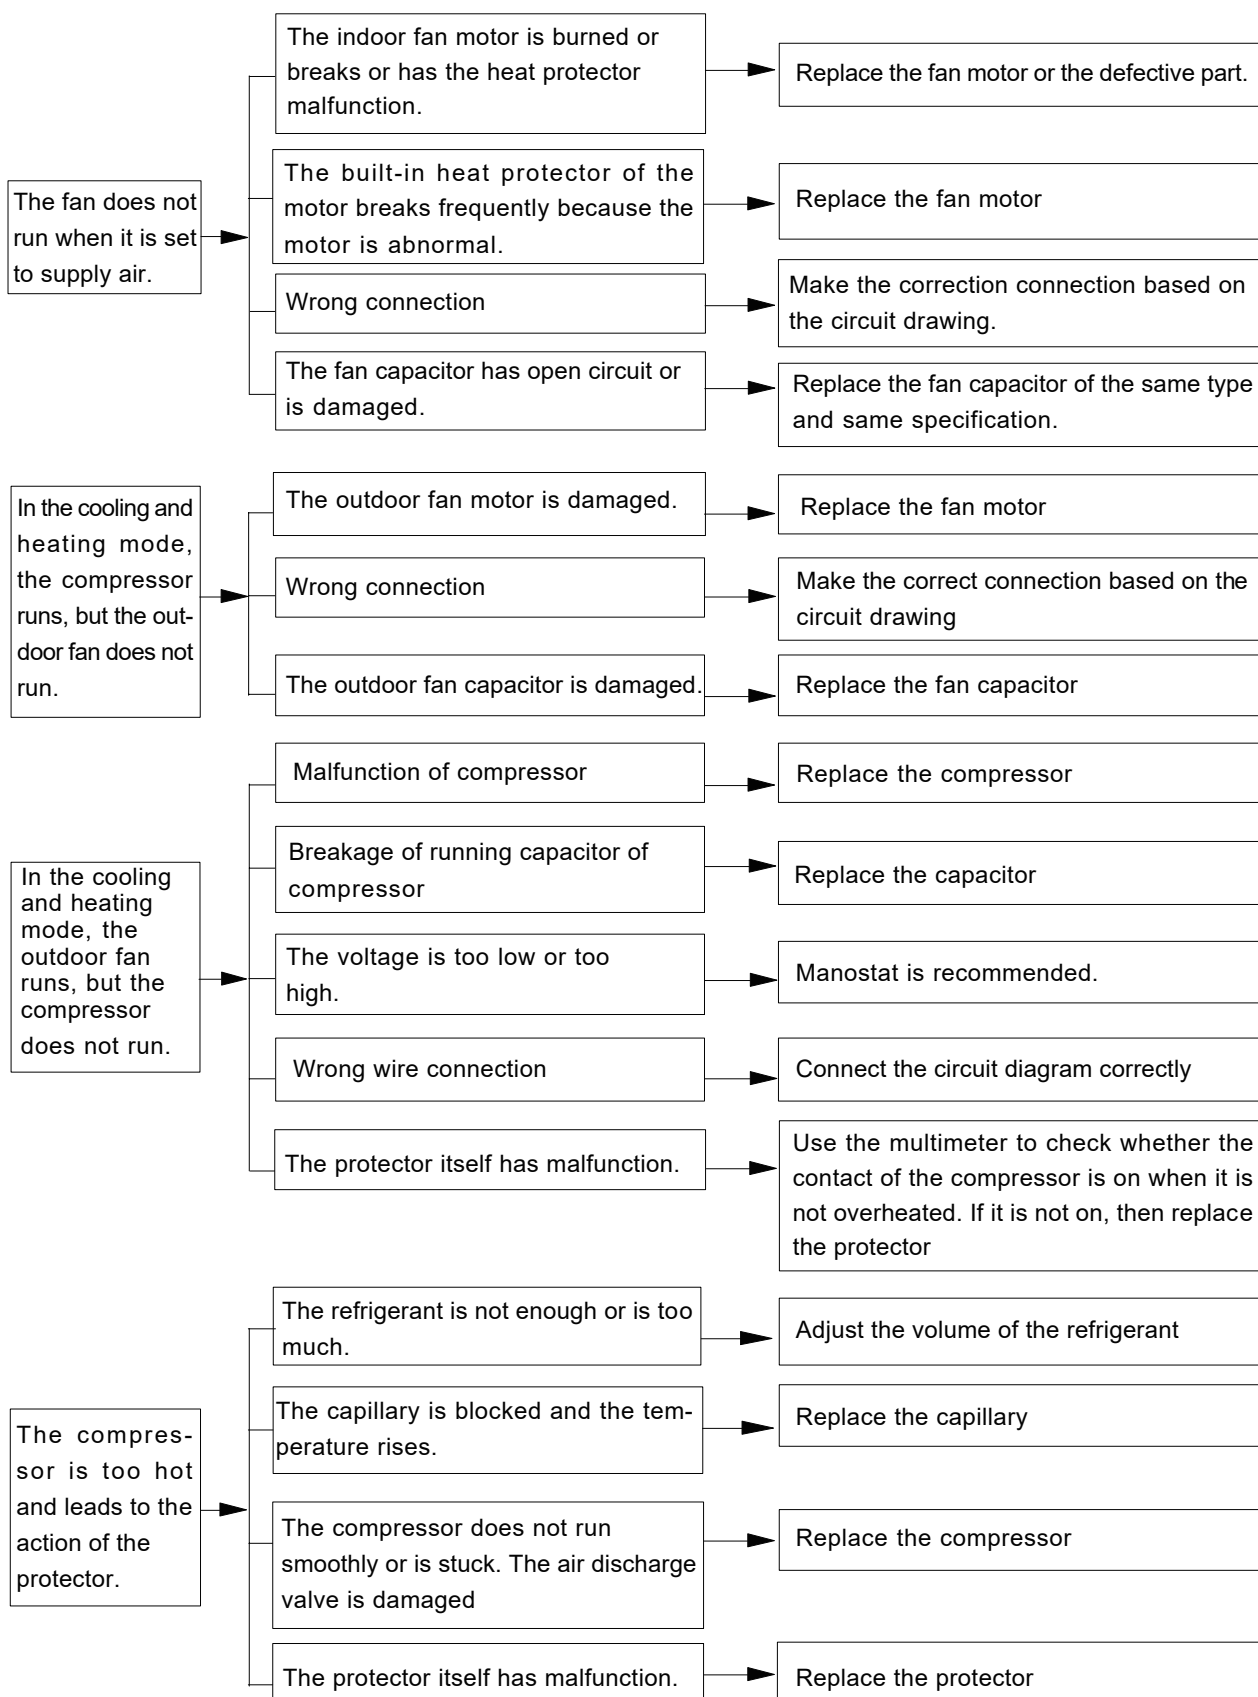 The indoor fan motor is burned or
breaks or has the heat protector
malfunction.
Replace the fan motor or the defective part.
The fan does not
run when it is set
to supply air.
The built-in heat protector of the
motor breaks frequently because the
motor is abnormal.
Replace the fan motor
Wrong connection
Make the correction connection based on
the circuit drawing.
The fan capacitor has open circuit or
is damaged.
Replace the fan capacitor of the same type
and same specification.
In the cooling and
heating mode,
the compressor
runs, but the out-
door fan does not
run.
The outdoor fan motor is damaged.
Replace the fan motor
Wrong connection
Make the correct connection based on the
circuit drawing
The outdoor fan capacitor is damaged.
Replace the fan capacitor
In the cooling
and heating
mode, the
outdoor fan
runs, but the
compressor
does not run.
Malfunction of compressor
Replace the compressor
Breakage of running capacitor of
compressor
Replace the capacitor
The voltage is too low or too
high.
Manostat is recommended.
Wrong wire connection
Connect the circuit diagram correctly
The protector itself has malfunction.
Use the multimeter to check whether the
contact of the compressor is on when it is
not overheated. If it is not on, then replace
the protector
The compres-
sor is too hot
and leads to the
action of the
protector.
The refrigerant is not enough or is too
much.
Adjust the volume of the refrigerant
The capillary is blocked and the tem-
perature rises.
Replace the capillary
The compressor does not run
smoothly or is stuck. The air discharge
valve is damaged
Replace the compressor
The protector itself has malfunction.
Replace the protector